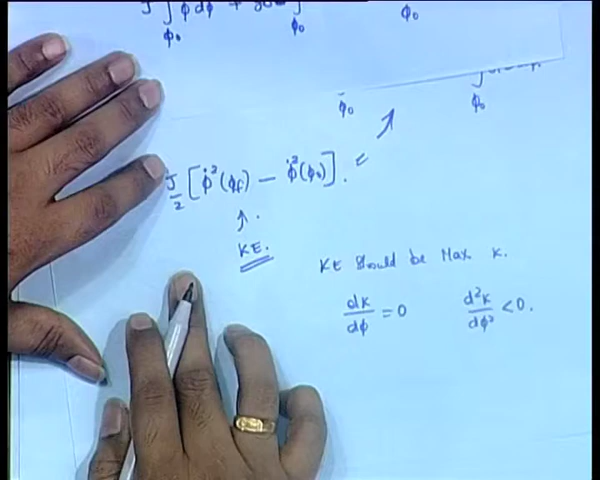 J ∫ φ̈ dφ +
φ₀ φ₀ φ₀
φ₀ φ₀
J/2 [φ̇²(φf) − φ̇²(φ₀)].
KE.
KE Should be Max K.
dK/dφ = 0 d²K/dφ² < 0.